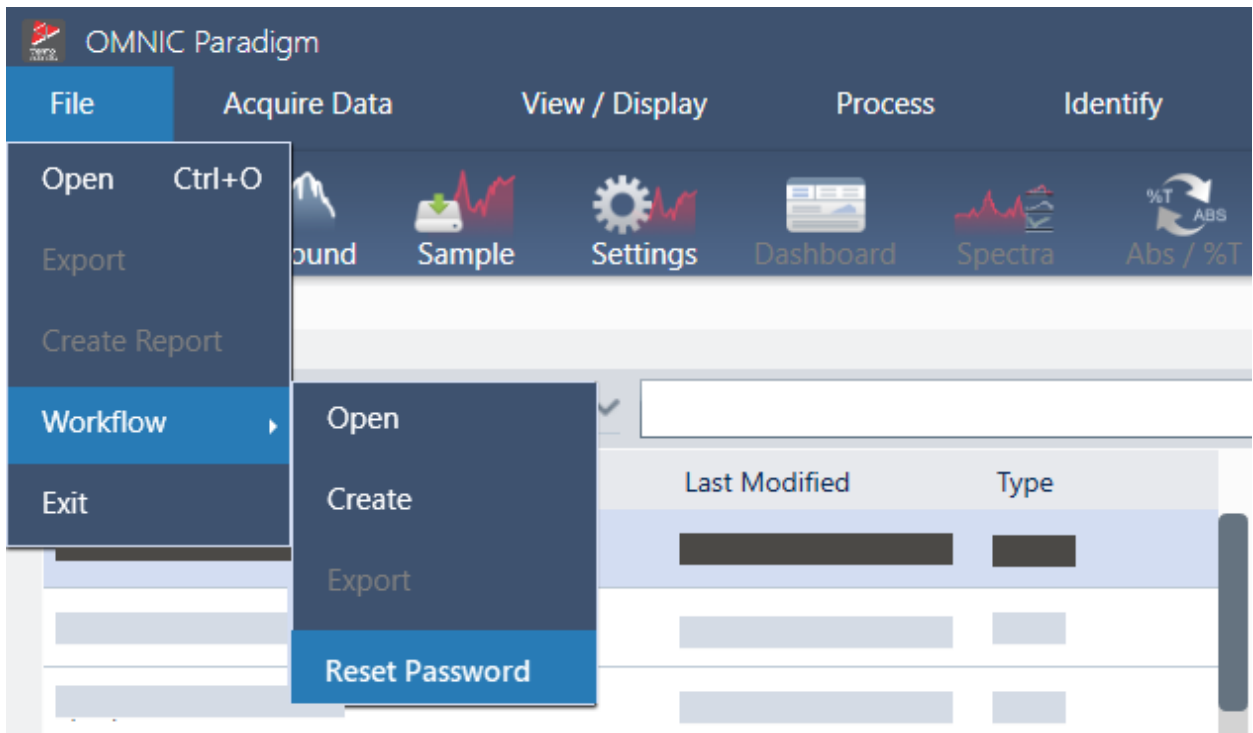 OMNIC Paradigm
File Acquire Data View / Display Process Identify
Open Ctrl+O
Export
Create Report
Workflow
Exit
ound Sample Settings Dashboard Spectra Abs / %T
%T ABS
Open
Create
Export
Reset Password
Last Modified Type